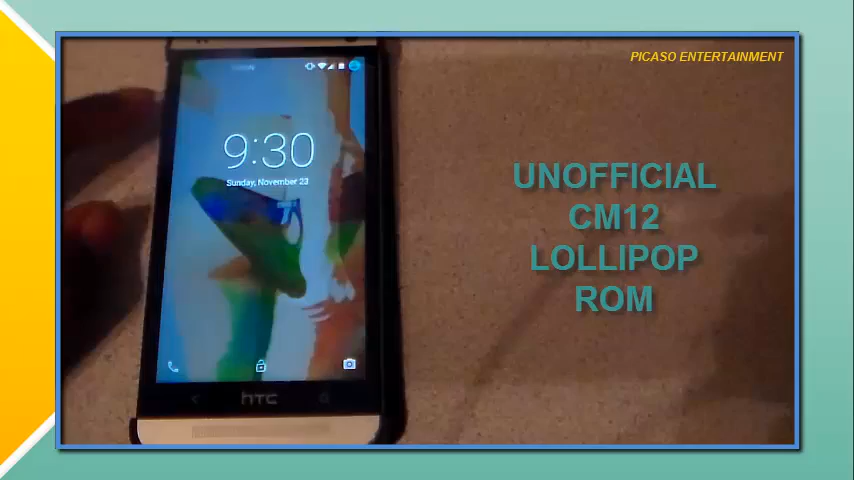 PICASO ENTERTAINMENT
9:30
Sunday, November 23
UNOFFICIAL
CM12
LOLLIPOP
ROM
hTC